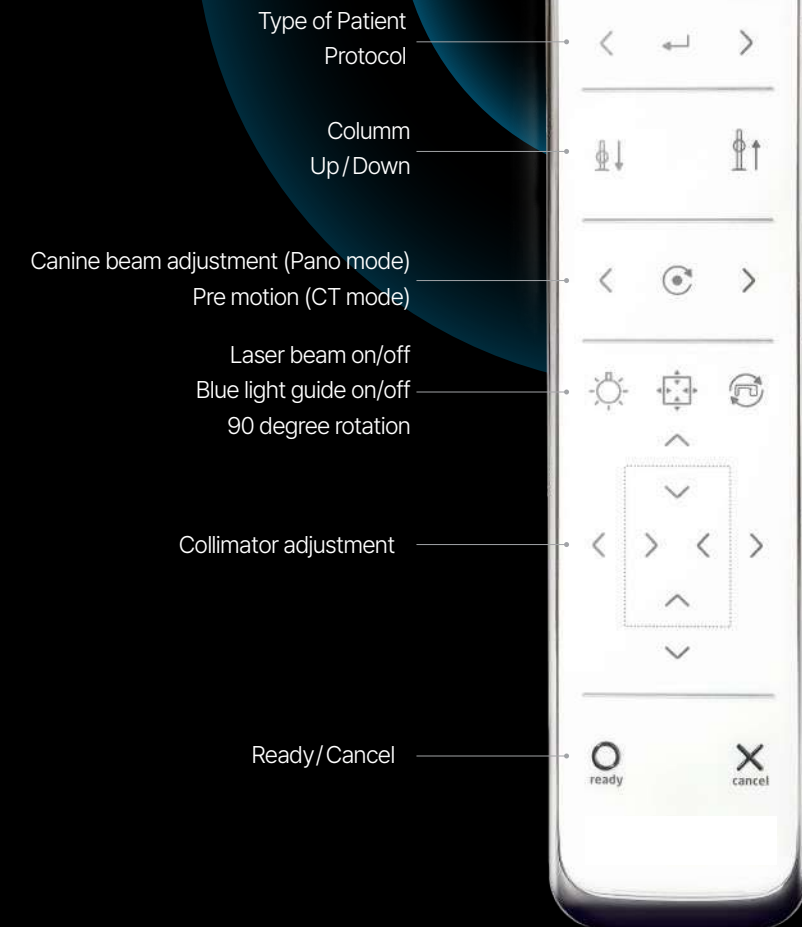 Type of Patient
Protocol
Columm
Up/Down
Canine beam adjustment (Pano mode)
Pre motion (CT mode)
Laser beam on/off
Blue light guide on/off
90 degree rotation
Collimator adjustment
Ready/Cancel
ready
cancel